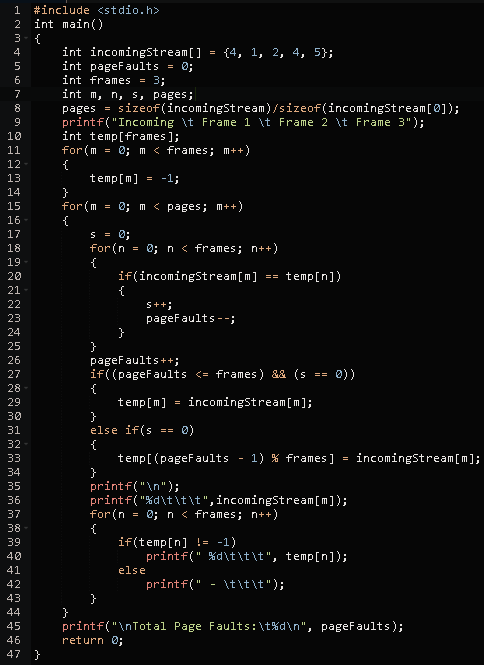 1 #include <stdio.h>
2 int main()
3 {
4     int incomingStream[] = {4, 1, 2, 4, 5};
5     int pageFaults = 0;
6     int frames = 3;
7     int m, n, s, pages;
8     pages = sizeof(incomingStream)/sizeof(incomingStream[0]);
9     printf("Incoming \t Frame 1 \t Frame 2 \t Frame 3");
10     int temp[frames];
11     for(m = 0; m < frames; m++)
12     {
13         temp[m] = -1;
14     }
15     for(m = 0; m < pages; m++)
16     {
17         s = 0;
18         for(n = 0; n < frames; n++)
19         {
20             if(incomingStream[m] == temp[n])
21             {
22                 s++;
23                 pageFaults--;
24             }
25         }
26         pageFaults++;
27         if((pageFaults <= frames) && (s == 0))
28         {
29             temp[m] = incomingStream[m];
30         }
31         else if(s == 0)
32         {
33             temp[(pageFaults - 1) % frames] = incomingStream[m];
34         }
35         printf("\n");
36         printf("%d\t\t\t",incomingStream[m]);
37         for(n = 0; n < frames; n++)
38         {
39             if(temp[n] != -1)
40                 printf(" %d\t\t\t", temp[n]);
41             else
42                 printf(" - \t\t\t");
43         }
44     }
45     printf("\nTotal Page Faults:\t%d\n", pageFaults);
46     return 0;
47 }